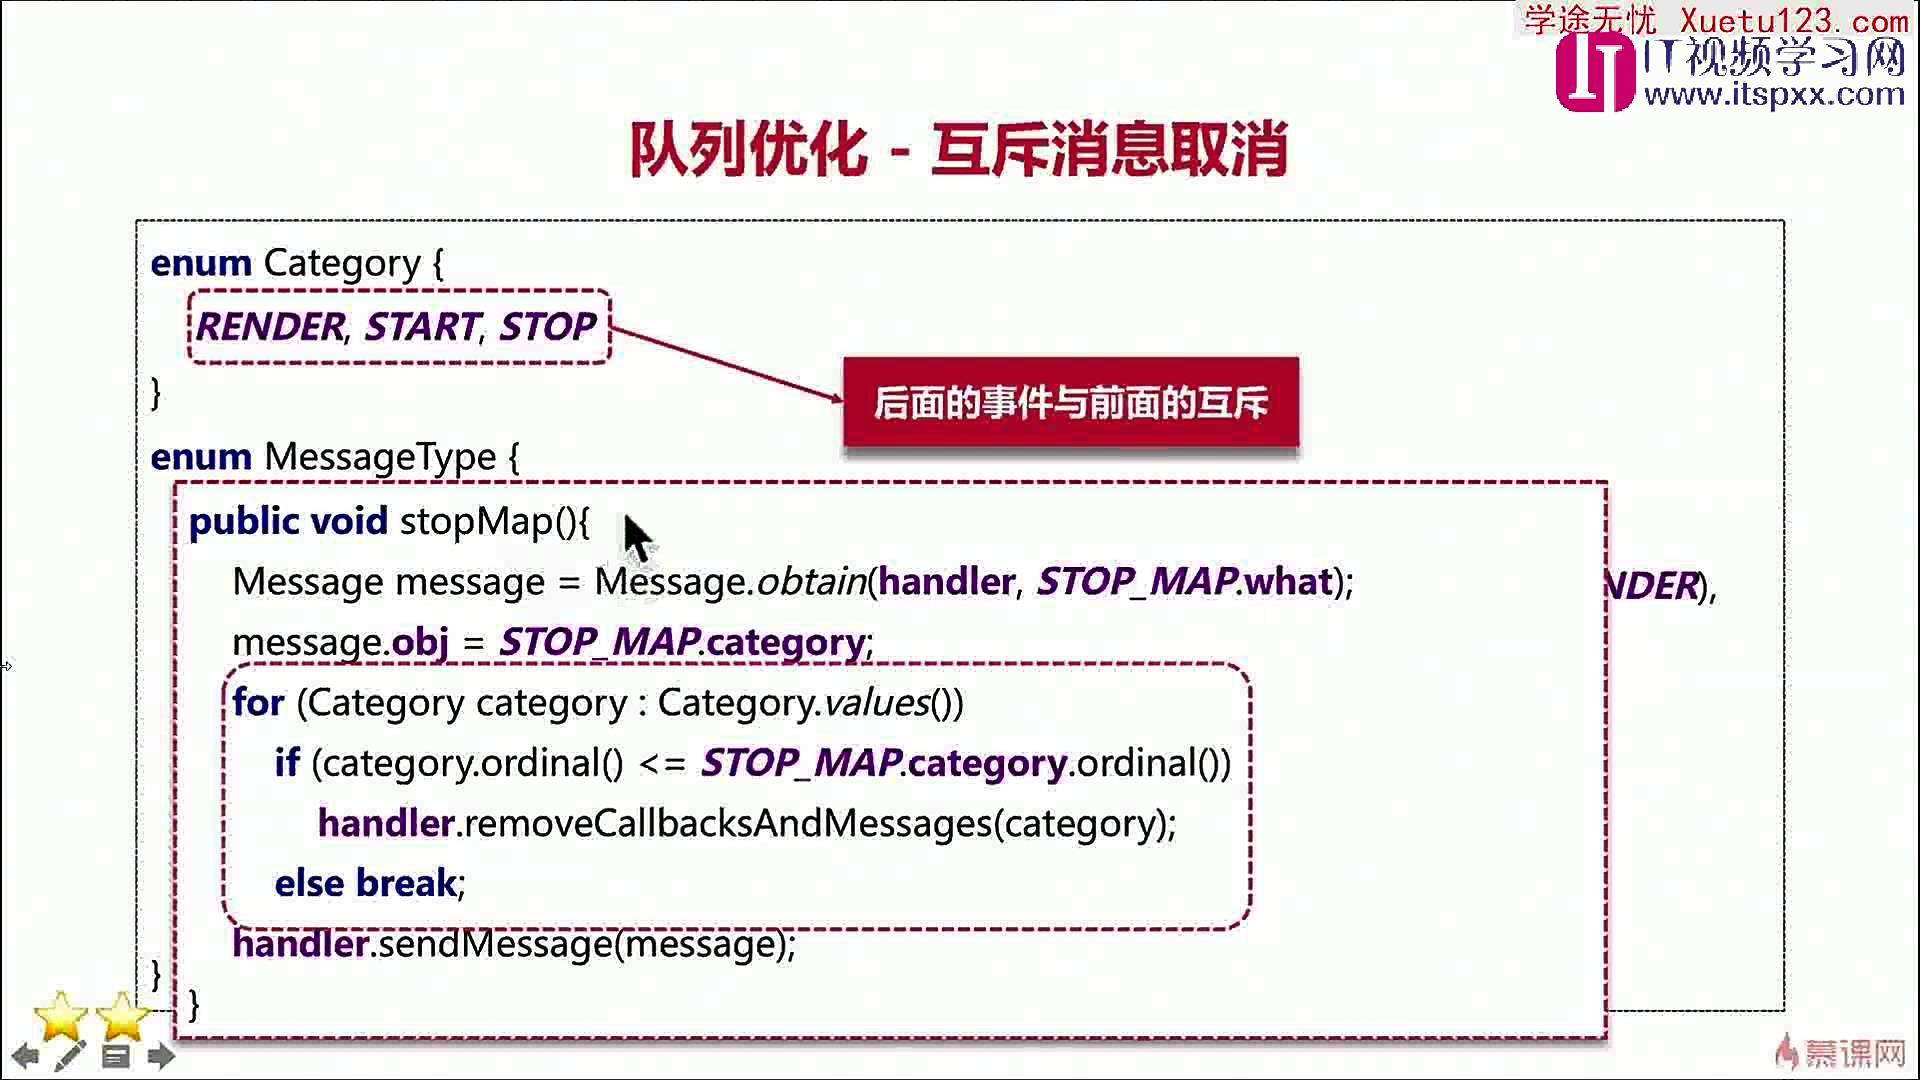 学途无忧 Xuetu123.com
IT视频学习网
www.itspxx.com
队列优化 - 互斥消息取消
enum Category {
RENDER, START, STOP
}
后面的事件与前面的互斥
enum MessageType {
public void stopMap(){
Message message = Message.obtain(handler, STOP_MAP.what);
NDER),
message.obj = STOP_MAP.category;
for (Category category : Category.values())
if (category.ordinal() <= STOP_MAP.category.ordinal())
handler.removeCallbacksAndMessages(category);
else break;
handler.sendMessage(message);
}
}
慕课网